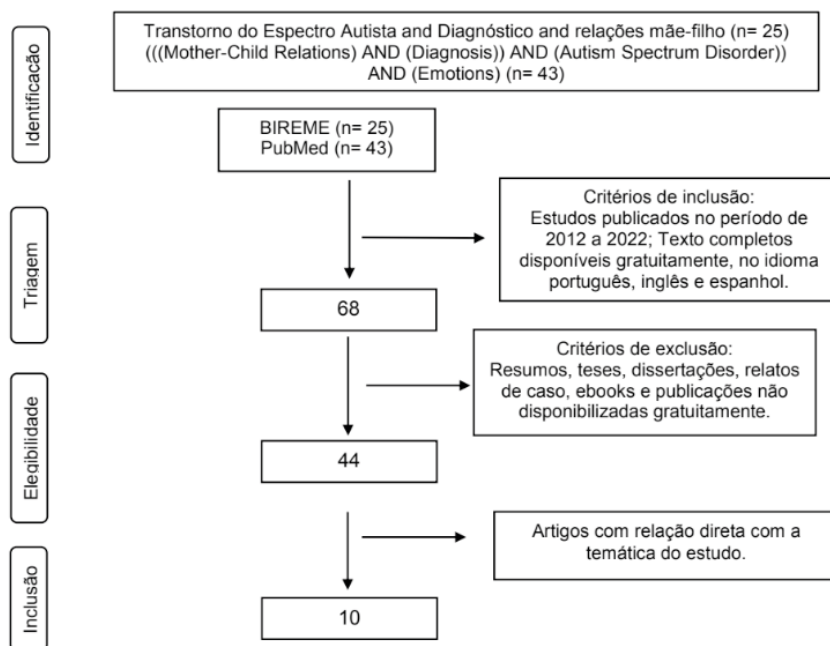 Transtorno do Espectro Autista and Diagnóstico and relações mãe-filho (n= 25)
(((Mother-Child Relations) AND (Diagnosis)) AND (Autism Spectrum Disorder))
AND (Emotions) (n= 43)
Identificação
BIREME (n= 25)
PubMed (n= 43)
Critérios de inclusão:
Estudos publicados no período de
2012 a 2022; Texto completos
disponíveis gratuitamente, no idioma
português, inglês e espanhol.
Triagem
68
Critérios de exclusão:
Resumos, teses, dissertações, relatos
de caso, ebooks e publicações não
disponibilizadas gratuitamente.
Elegibilidade
44
Artigos com relação direta com a
temática do estudo.
Inclusão
10